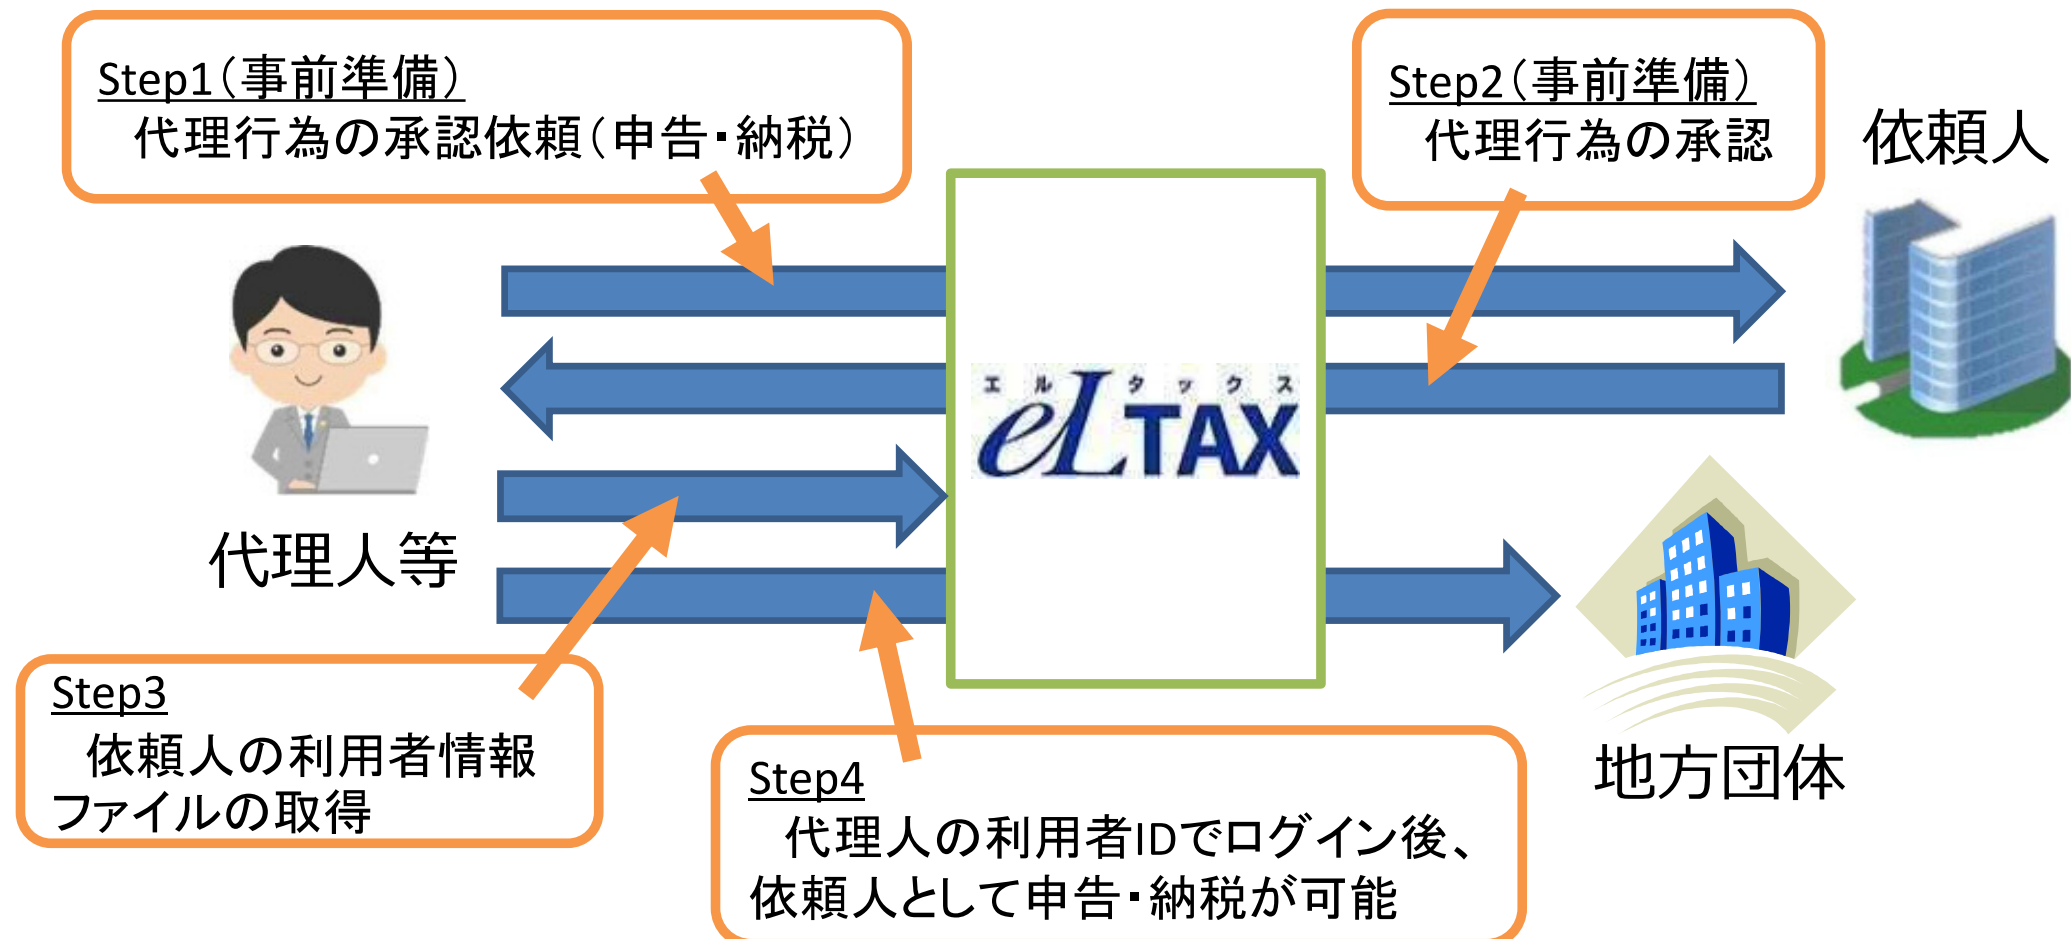 Step1（事前準備）
代理行為の承認依頼（申告・納税）
Step2（事前準備）
代理行為の承認
依頼人
エルタックス
eLTAX
代理人等
Step3
依頼人の利用者情報
ファイルの取得
Step4
代理人の利用者IDでログイン後、
依頼人として申告・納税が可能
地方団体